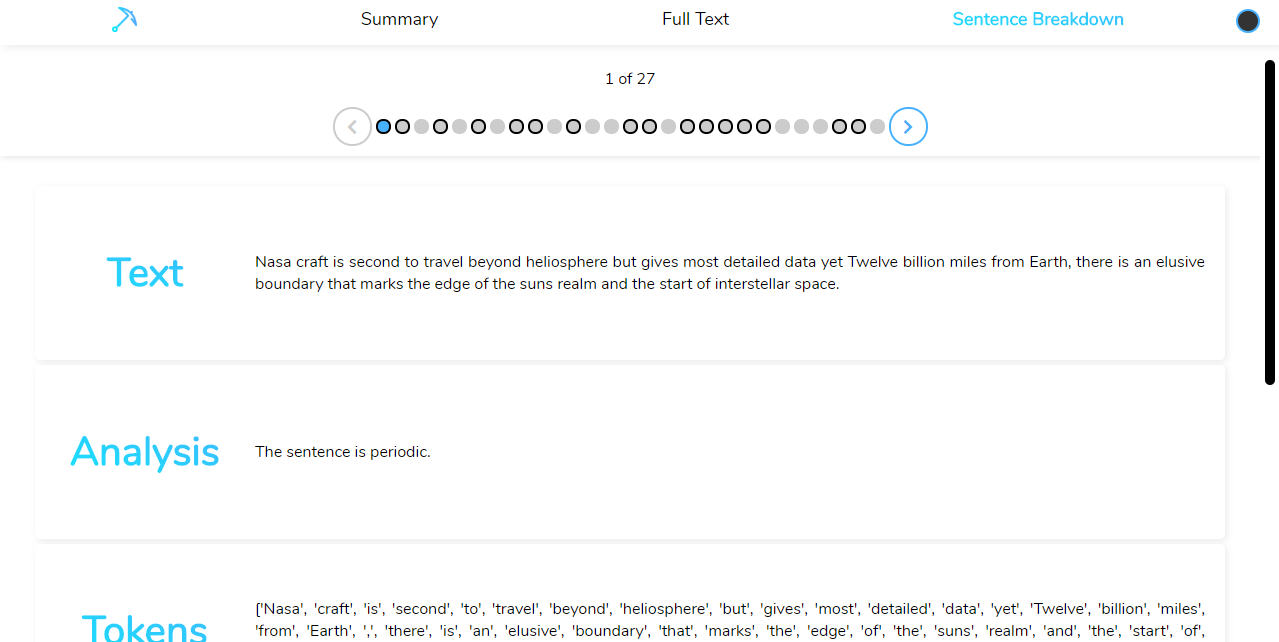 Summary
Full Text
Sentence Breakdown
1 of 27
Text
Nasa craft is second to travel beyond heliosphere but gives most detailed data yet Twelve billion miles from Earth, there is an elusive
boundary that marks the edge of the suns realm and the start of interstellar space.
Analysis
The sentence is periodic.
Tokens
['Nasa', 'craft', 'is', 'second', 'to', 'travel', 'beyond', 'heliosphere', 'but', 'gives', 'most', 'detailed', 'data', 'yet', 'Twelve', 'billion', 'miles',
'from', 'Earth', ',', 'there', 'is', 'an', 'elusive', 'boundary', 'that', 'marks', 'the', 'edge', 'of', 'the', 'suns', 'realm', 'and', 'the', 'start', 'of',